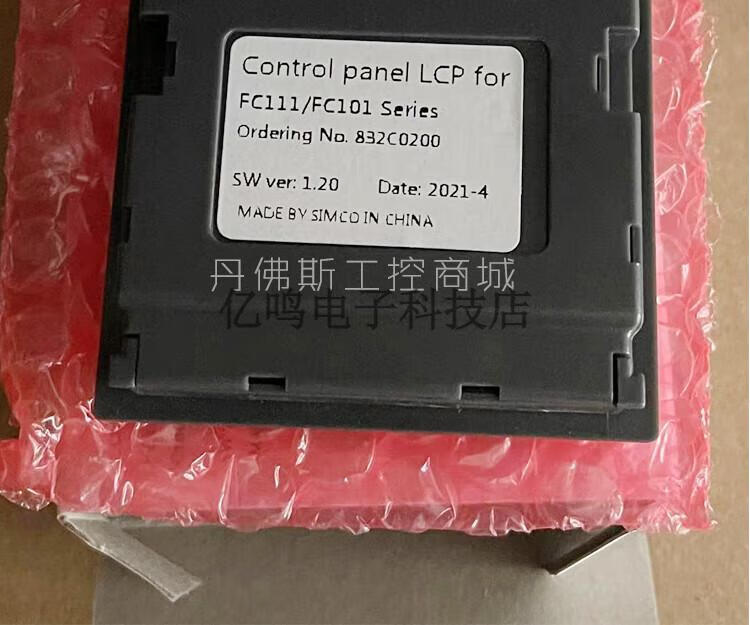 Control panel LCP for
FC111/FC101 Series
Ordering No. 832C0200
SW ver: 1.20 Date: 2021-4
MADE BY SIMCO IN CHINA
丹佛斯工控商城
亿鸣电子科技店